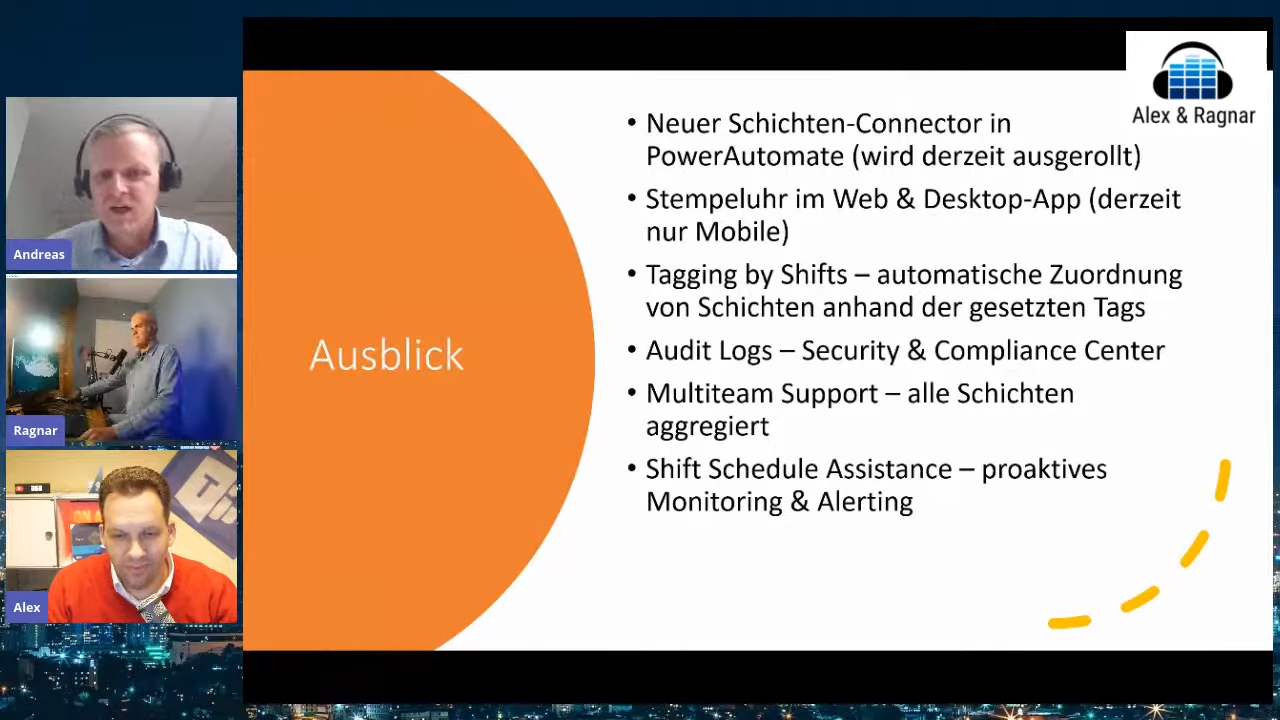 Alex & Ragnar
Andreas
Ragnar
Alex
Ausblick
• Neuer Schichten-Connector in
PowerAutomate (wird derzeit ausgerollt)
• Stempeluhr im Web & Desktop-App (derzeit
nur Mobile)
• Tagging by Shifts – automatische Zuordnung
von Schichten anhand der gesetzten Tags
• Audit Logs – Security & Compliance Center
• Multiteam Support – alle Schichten
aggregiert
• Shift Schedule Assistance – proaktives
Monitoring & Alerting